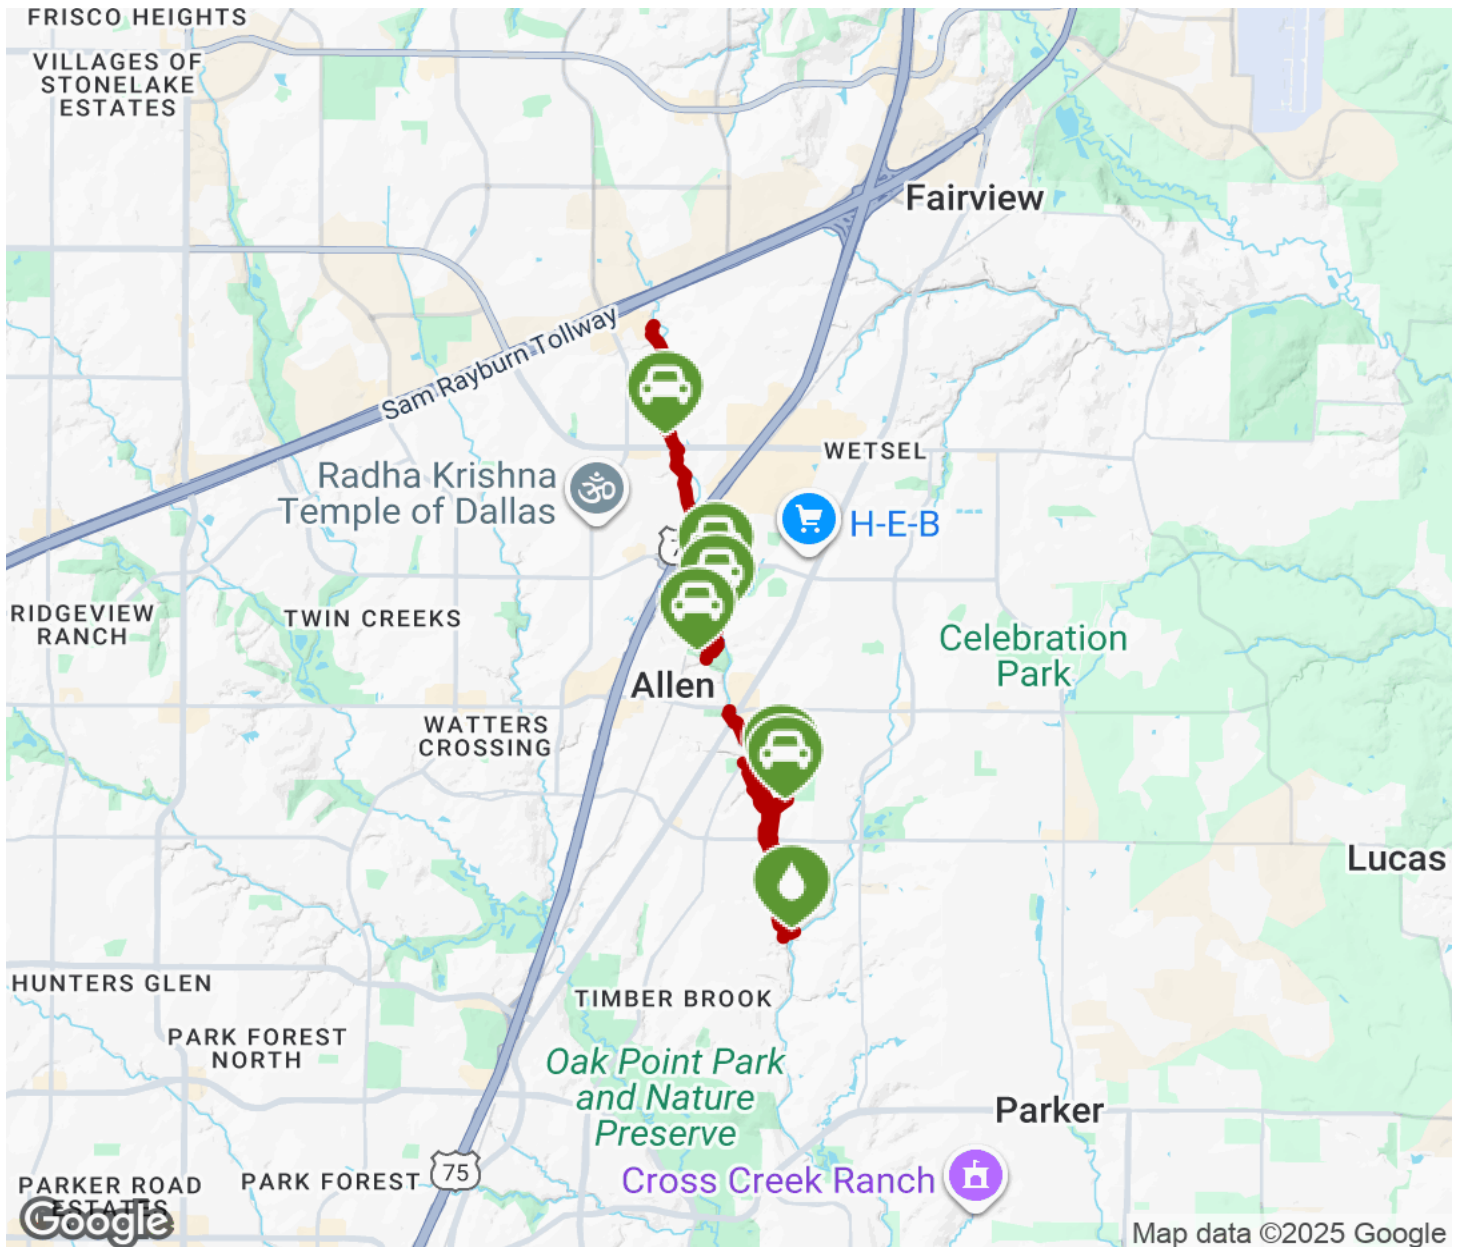 FRISCO HEIGHTS
VILLAGES OF
STONELAKE
ESTATES
Fairview
Sam Rayburn Tollway
WETSEL
Radha Krishna
Temple of Dallas
H-E-B
RIDGEVIEW
RANCH
TWIN CREEKS
Celebration
Park
Allen
WATTERS
CROSSING
Lucas
HUNTERS GLEN
TIMBER BROOK
PARK FOREST
NORTH
Oak Point Park
and Nature
Preserve
Parker
75
PARK FOREST
Cross Creek Ranch
PARKER ROAD
ESTATES
Google
Map data ©2025 Google